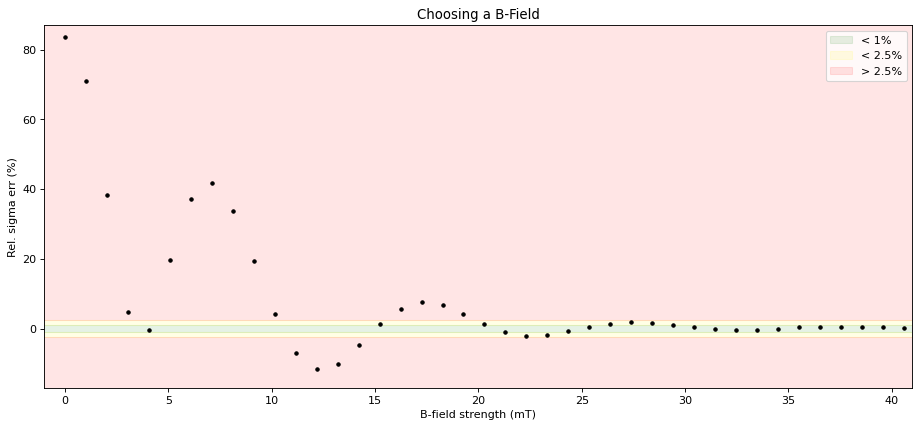 Choosing a B-Field
Rel. sigma err (%)
80
60
40
20
0
< 1%
< 2.5%
> 2.5%
0 5 10 15 20 25 30 35 40
B-field strength (mT)